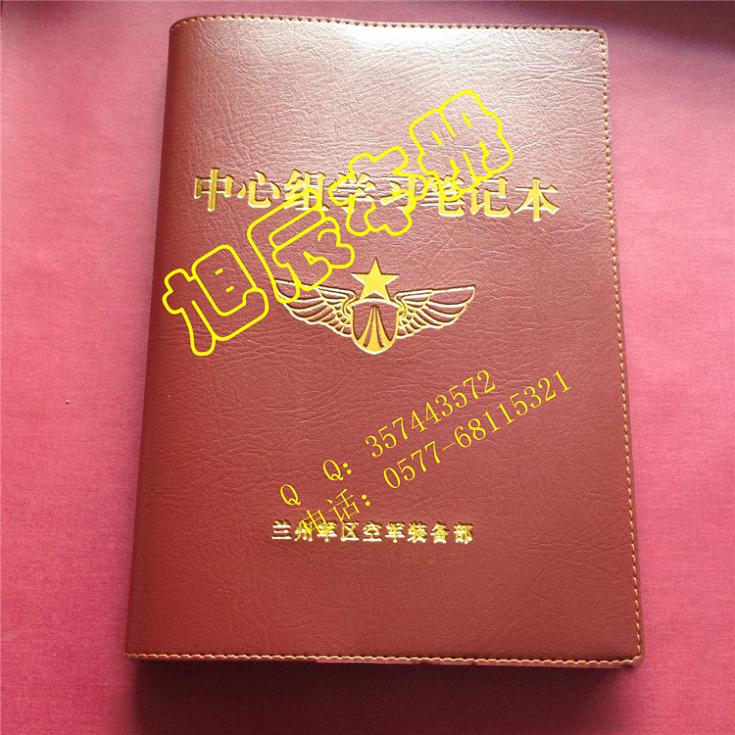 中心组学习笔记本
旭辰本册
Q Q: 357443572
电话: 0577-68115321
兰州军区空军装备部